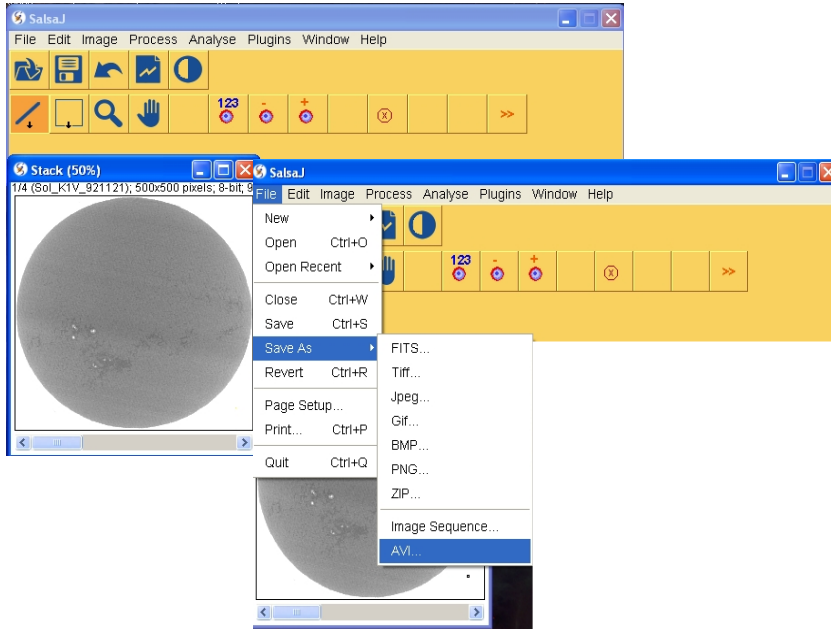 SalsaJ
File Edit Image Process Analyse Plugins Window Help
123 - +
x
>>
Stack (50%)
1/4 (Sol_K1V_921121); 500x500 pixels; 8-bit; 9
SalsaJ
File Edit Image Process Analyse Plugins Window Help
123 - +
x
>>
New
Open Ctrl+O
Open Recent
Close Ctrl+W
Save Ctrl+S
Save As
Revert Ctrl+R
Page Setup...
Print... Ctrl+P
Quit Ctrl+Q
FITS...
Tiff...
Jpeg...
Gif...
BMP...
PNG...
ZIP...
Image Sequence...
AVI...